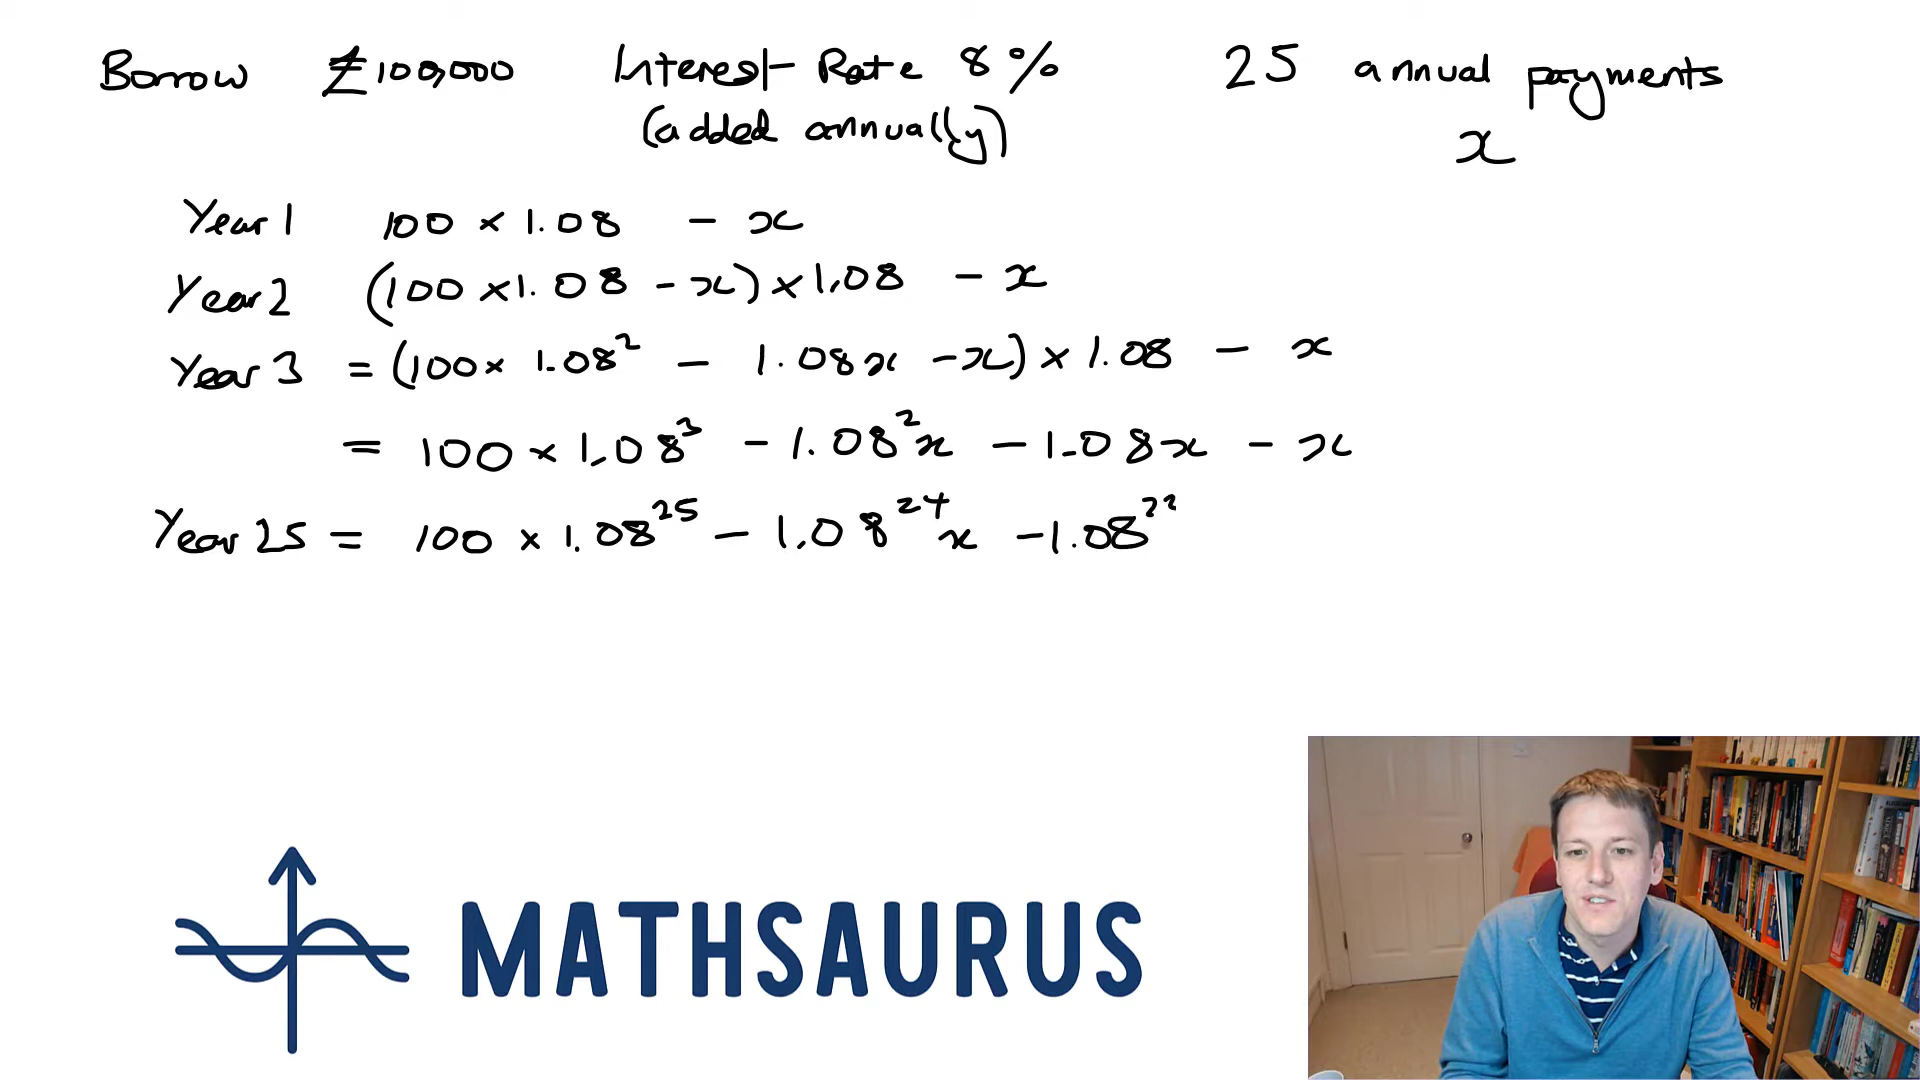 Borrow £100,000 Interest Rate 8% 25 annual payments
(added annually) x
Year 1 100 × 1.08 - x
Year 2 (100 × 1.08 - x) × 1.08 - x
Year 3 = (100 × 1.08² - 1.08x - x) × 1.08 - x
= 100 × 1.08³ - 1.08²x - 1.08x - x
Year 25 = 100 × 1.08²⁵ - 1.08²⁴x - 1.08
MATHSAURUS